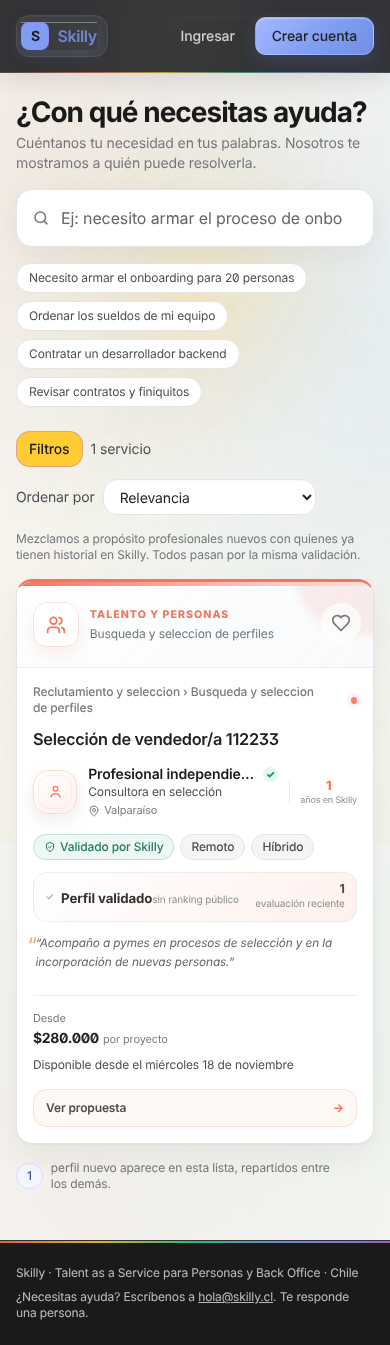 S Skilly
Ingresar
Crear cuenta
¿Con qué necesitas ayuda?
Cuéntanos tu necesidad en tus palabras. Nosotros te
mostramos a quién puede resolverla.
Ej: necesito armar el proceso de onbo
Necesito armar el onboarding para 20 personas
Ordenar los sueldos de mi equipo
Contratar un desarrollador backend
Revisar contratos y finiquitos
Filtros
1 servicio
Ordenar por
Relevancia
Mezclamos a propósito profesionales nuevos con quienes ya
tienen historial en Skilly. Todos pasan por la misma validación.
TALENTO Y PERSONAS
Busqueda y seleccion de perfiles
Reclutamiento y seleccion › Busqueda y seleccion
de perfiles
Selección de vendedor/a 112233
Profesional independie...
Consultora en selección
Valparaíso
1
años en Skilly
Validado por Skilly
Remoto
Híbrido
Perfil validado
sin ranking público
1
evaluación reciente
"“Acompaño a pymes en procesos de selección y en la
incorporación de nuevas personas.”
Desde
$280.000 por proyecto
Disponible desde el miércoles 18 de noviembre
Ver propuesta →
1
perfil nuevo aparece en esta lista, repartidos entre
los demás.
Skilly · Talent as a Service para Personas y Back Office · Chile
¿Necesitas ayuda? Escríbenos a hola@skilly.cl. Te responde
una persona.